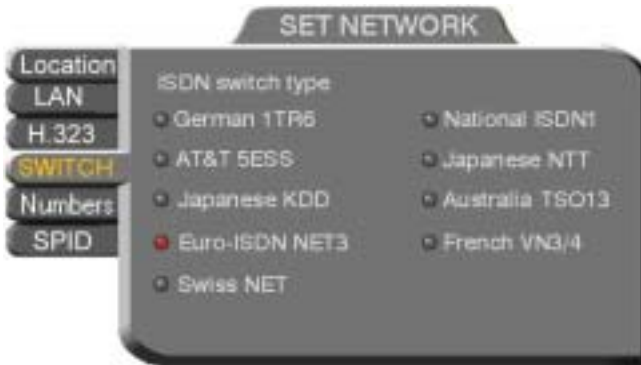 SET NETWORK
Location
LAN
H.323
SWITCH
Numbers
SPID
ISDN switch type
German 1TR6
AT&T 5ESS
Japanese KDD
Euro-ISDN NET3
Swiss NET
National ISDN1
Japanese NTT
Australia TSO13
French VN3/4